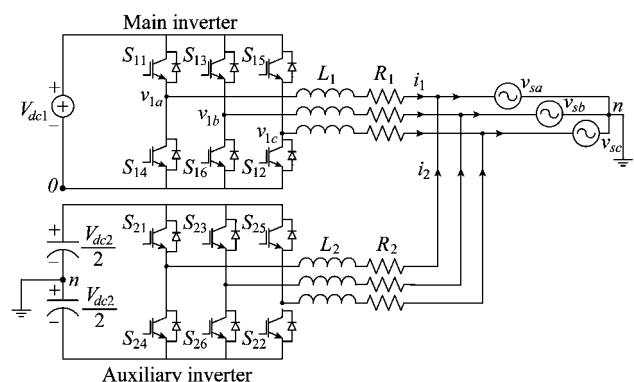 Main inverter
S11 S13 S15
L1 R1 i1 vsa
+ Vdc1 −
v1a v1b v1c
vsb n
vsc
S14 S16 S12
0
i2
S21 S23 S25
+ Vdc2/2 −
L2 R2
n
+ Vdc2/2 −
S24 S26 S22
Auxiliary inverter